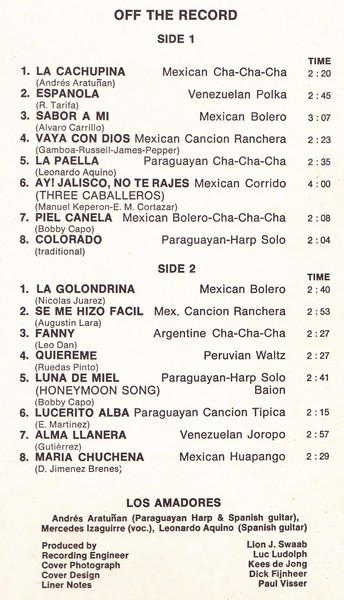 OFF THE RECORD
SIDE 1
TIME
1. LA CACHUPINA Mexican Cha-Cha-Cha 2 : 20
(Andrés Aratuñan)
2. ESPANOLA Venezuelan Polka 2 : 45
(R. Tarifa)
3. SABOR A MI Mexican Bolero 3 : 07
(Alvaro Carrillo)
4. VAYA CON DIOS Mexican Cancion Ranchera 2 : 23
(Gamboa-Russell-James-Pepper)
5. LA PAELLA Paraguayan Cha-Cha-Cha 2 : 35
(Leonardo Aquino)
6. AY! JALISCO, NO TE RAJES Mexican Corrido 4 : 00
(THREE CABALLEROS)
(Manuel Keperon-E. M. Cortazar)
7. PIEL CANELA Mexican Bolero-Cha-Cha-Cha 2 : 08
(Bobby Capo)
8. COLORADO Paraguayan-Harp Solo 2 : 04
(traditional)
SIDE 2
TIME
1. LA GOLONDRINA Mexican Bolero 2 : 40
(Nicolas Juarez)
2. SE ME HIZO FACIL Mex. Cancion Ranchera 2 : 53
(Augustin Lara)
3. FANNY Argentine Cha-Cha-Cha 2 : 27
(Leo Dan)
4. QUIEREME Peruvian Waltz 2 : 27
(Ruedas Pinto)
5. LUNA DE MIEL Paraguayan-Harp Solo 2 : 41
(HONEYMOON SONG) Baion
(Bobby Capo)
6. LUCERITO ALBA Paraguayan Cancion Tipica 2 : 15
(E. Martinez)
7. ALMA LLANERA Venezuelan Joropo 2 : 57
(Gutièrrez)
8. MARIA CHUCHENA Mexican Huapango 2 : 29
(D. Jimenez Brenes)
LOS AMADORES
Andrés Aratuñan (Paraguayan Harp & Spanish guitar),
Mercedes Izaguirre (voc.), Leonardo Aquino (Spanish guitar)
Produced by Lion J. Swaab
Recording Engineer Luc Ludolph
Cover Photograph Kees de Jong
Cover Design Dick Fijnheer
Liner Notes Paul Visser